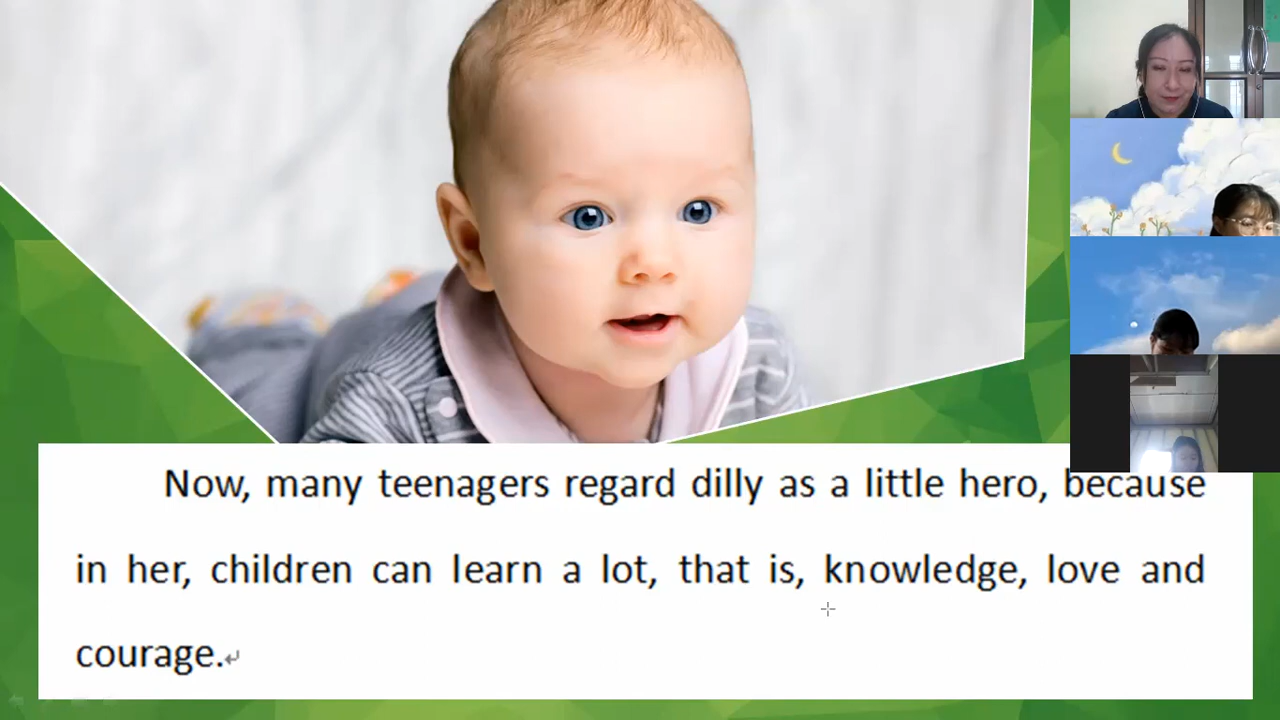 Now, many teenagers regard dilly as a little hero, because
in her, children can learn a lot, that is, knowledge, love and
courage.